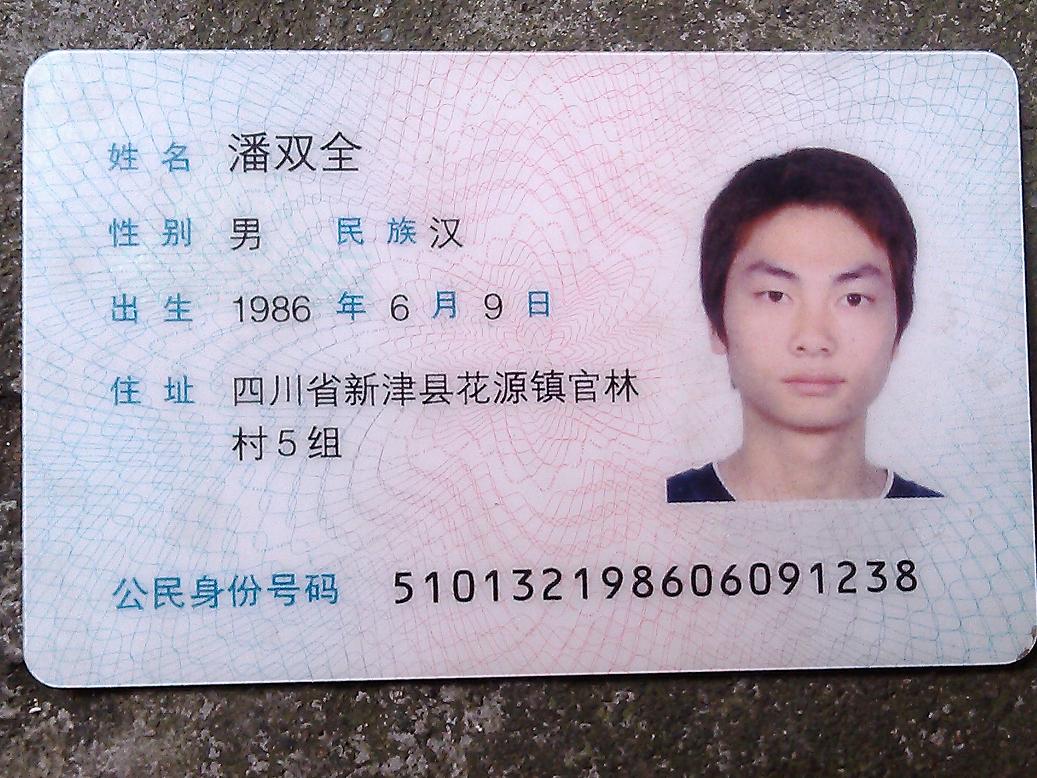 姓名 潘双全
性别 男 民族 汉
出生 1986 年 6 月 9 日
住址 四川省新津县花源镇官林
村5组
公民身份号码 510132198606091238